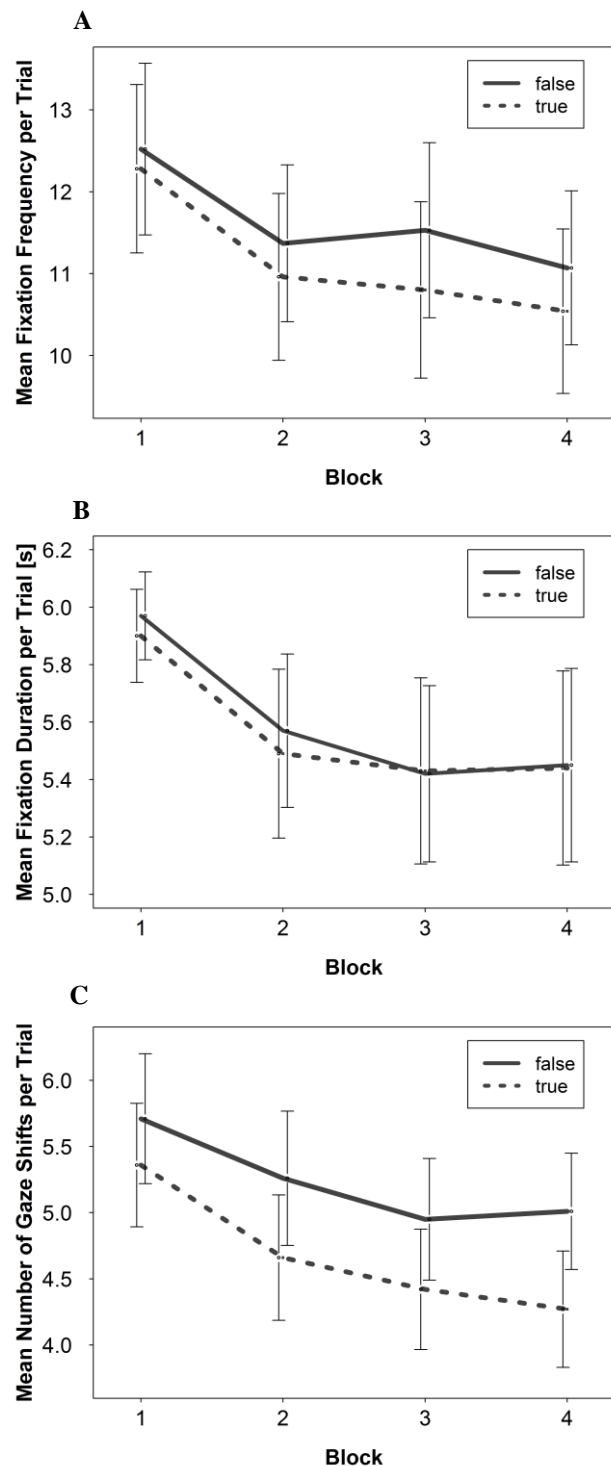 A
Mean Fixation Frequency per Trial
13
12
11
10
false
true
1 2 3 4
Block
B
Mean Fixation Duration per Trial [s]
6.2
6.0
5.8
5.6
5.4
5.2
5.0
false
true
1 2 3 4
Block
C
Mean Number of Gaze Shifts per Trial
6.0
5.5
5.0
4.5
4.0
false
true
1 2 3 4
Block